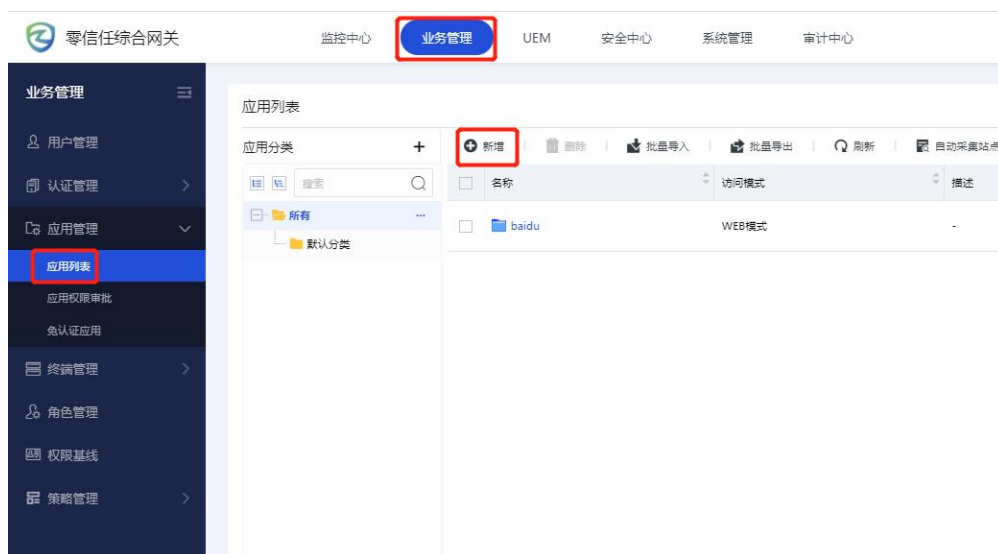 零信任综合网关 监控中心 业务管理 UEM 安全中心 系统管理 审计中心
业务管理
用户管理
认证管理
应用管理
应用列表
应用权限审批
免认证应用
终端管理
角色管理
权限基线
策略管理
应用列表
应用分类 +
搜索
所有 ...
默认分类
新增 删除 批量导入 批量导出 刷新 自动采集站点
名称 访问模式 描述
baidu WEB模式 -